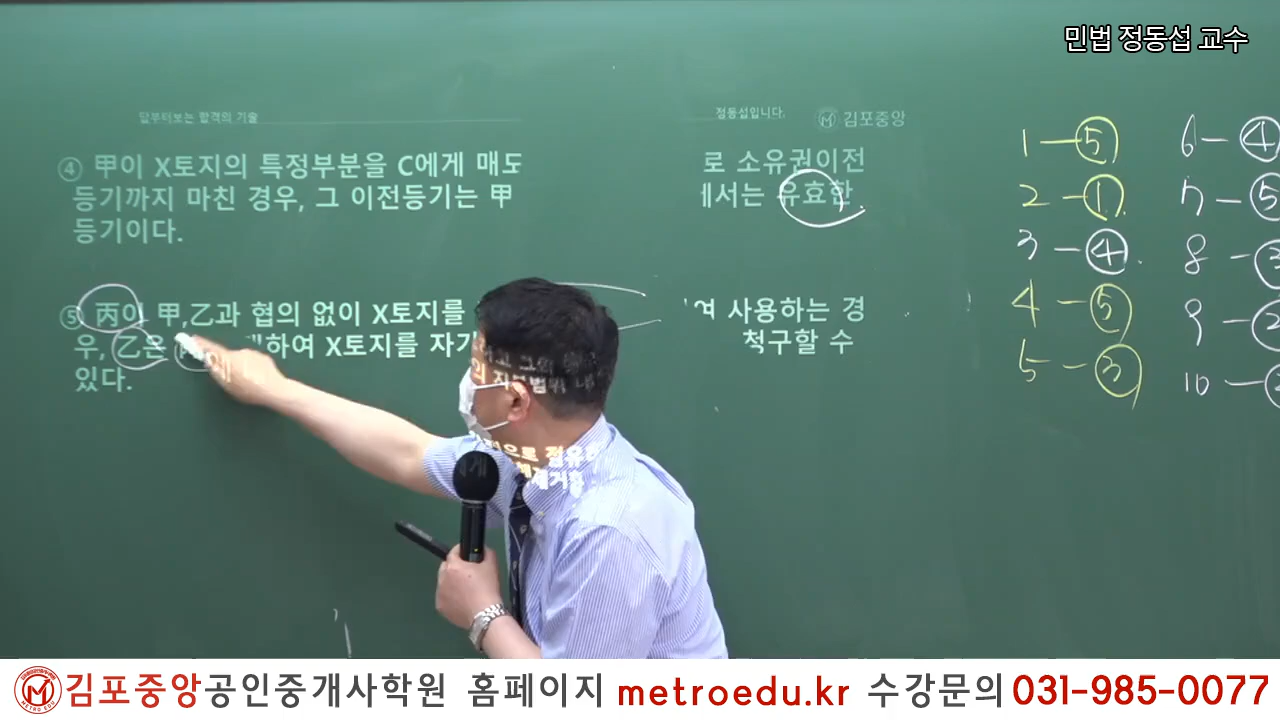 민법 정동섭 교수
답부터보는 합격의 기술
정동섭입니다.
김포중앙
④ 甲이 X토지의 특정부분을 C에게 매도 로 소유권이전
등기까지 마친 경우, 그 이전등기는 甲 에서는 유효한
등기이다.
⑤ 丙이 甲,乙과 협의 없이 X토지를 여 사용하는 경
우, 乙은 하여 X토지를 자기 청구할 수
있다.
1 - ⑤
2 - ①
3 - ④
4 - ⑤
5 - ③
6 - ④
7 - ⑤
8 - ③
9 -
10 -
김포중앙공인중개사학원 홈페이지 metroedu.kr 수강문의 031-985-0077